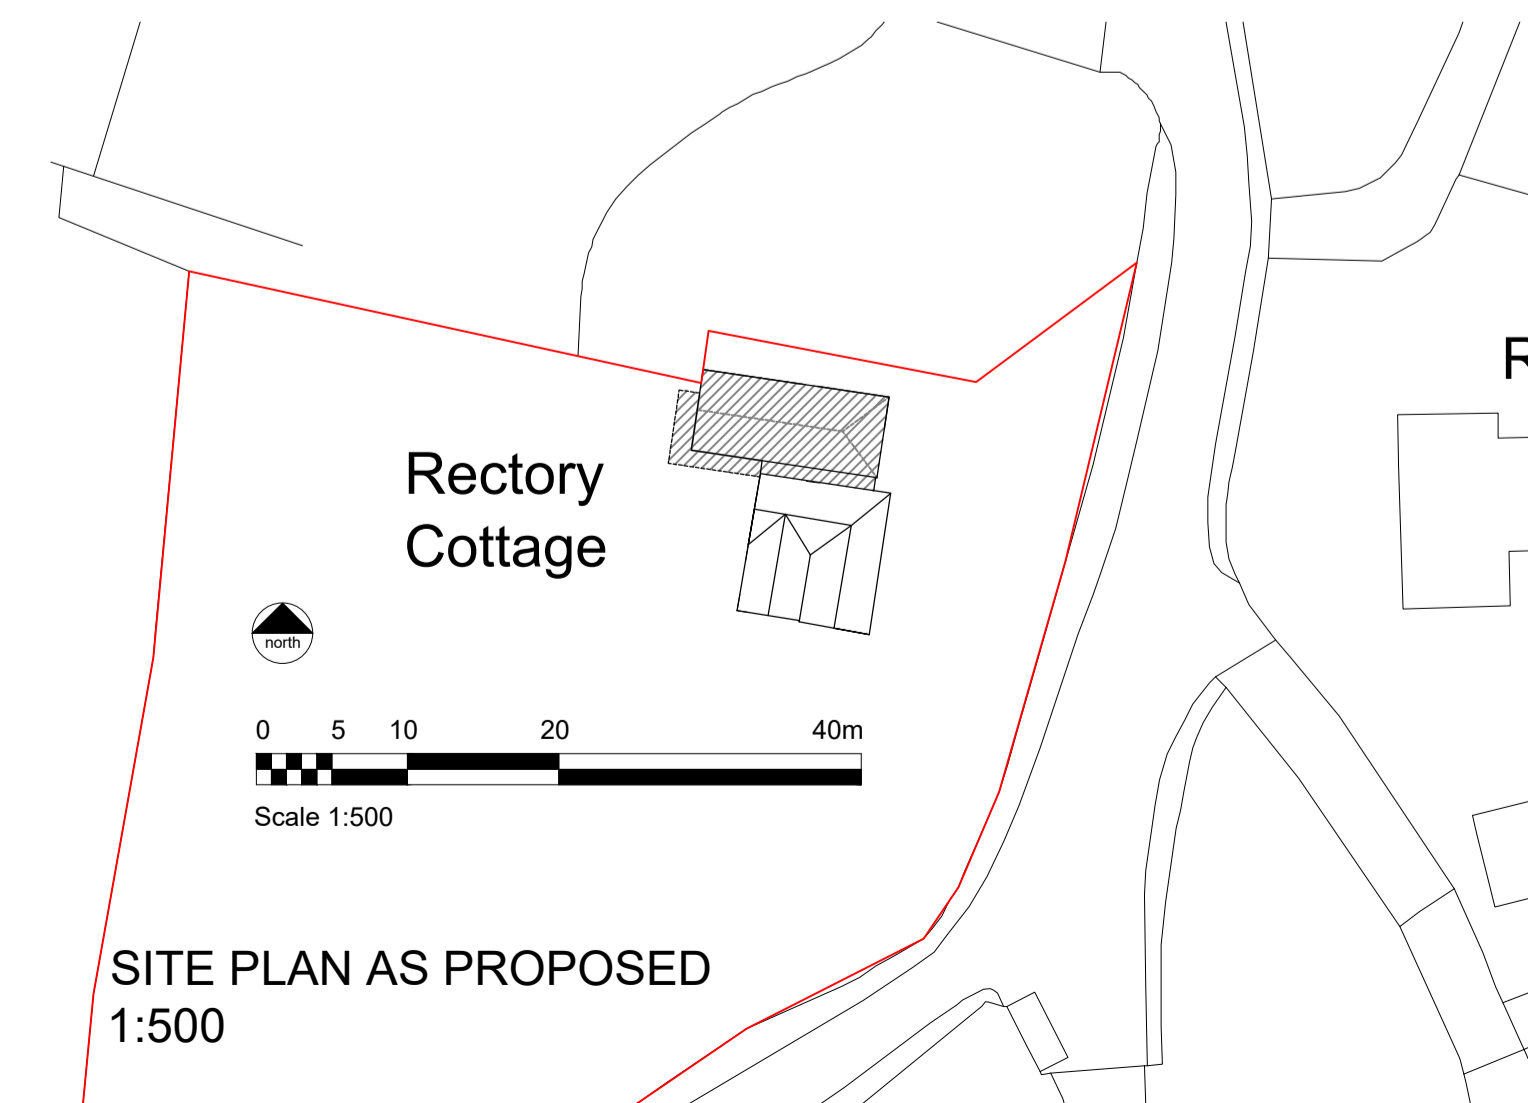 R
Rectory
Cottage
north
0 5 10 20 40m
Scale 1:500
SITE PLAN AS PROPOSED
1:500